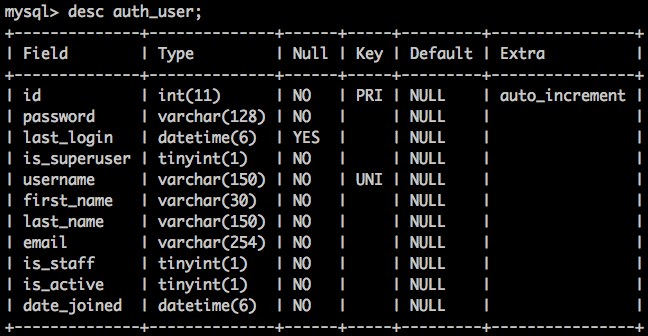 mysql> desc auth_user;
+--------------+--------------+------+-----+---------+----------------+
| Field        | Type         | Null | Key | Default | Extra          |
+--------------+--------------+------+-----+---------+----------------+
| id           | int(11)      | NO   | PRI | NULL    | auto_increment |
| password     | varchar(128) | NO   |     | NULL    |                |
| last_login   | datetime(6)  | YES  |     | NULL    |                |
| is_superuser | tinyint(1)   | NO   |     | NULL    |                |
| username     | varchar(150) | NO   | UNI | NULL    |                |
| first_name   | varchar(30)  | NO   |     | NULL    |                |
| last_name    | varchar(150) | NO   |     | NULL    |                |
| email        | varchar(254) | NO   |     | NULL    |                |
| is_staff     | tinyint(1)   | NO   |     | NULL    |                |
| is_active    | tinyint(1)   | NO   |     | NULL    |                |
| date_joined  | datetime(6)  | NO   |     | NULL    |                |
+--------------+--------------+------+-----+---------+----------------+